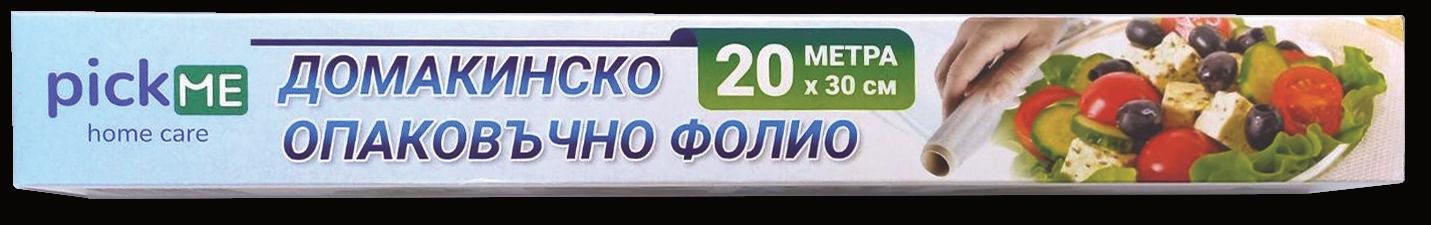 pickME
home care
ДОМАКИНСКО
ОПАКОВЪЧНО ФОЛИО
20 МЕТРА
х 30 см